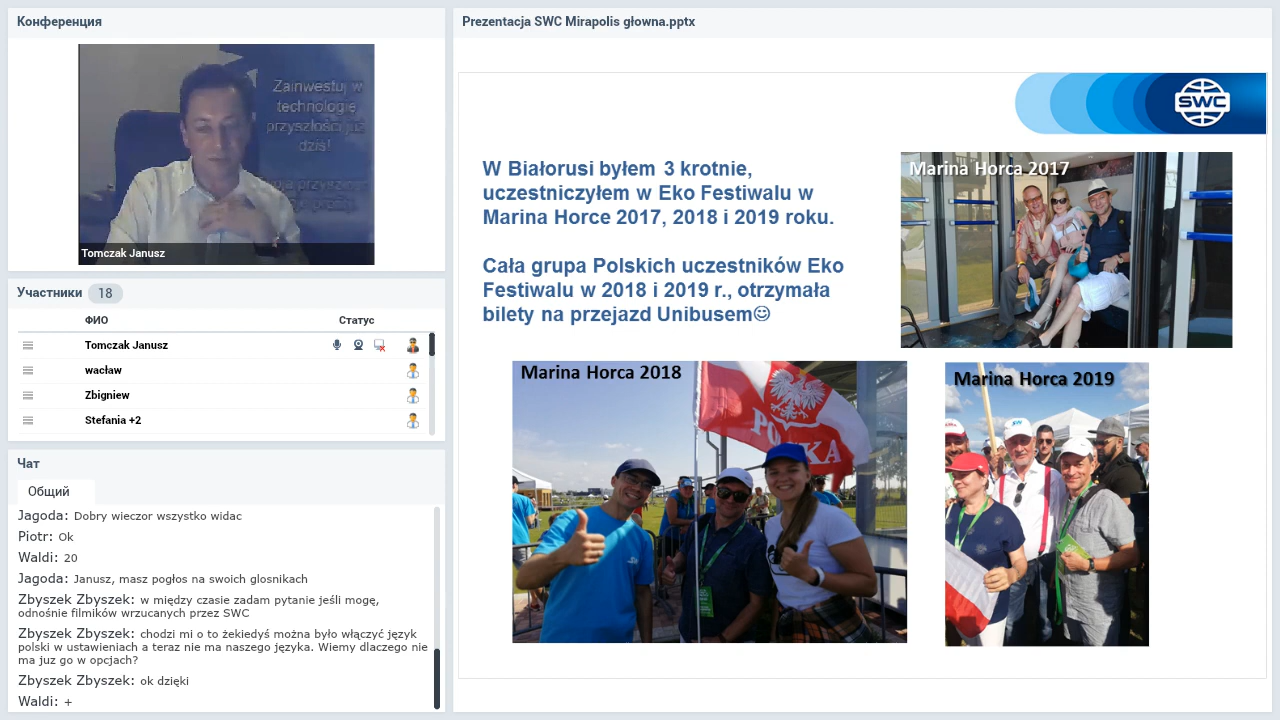 Конференция
Zainwestuj w
technologię
przyszłości już
dziś!
Tomczak Janusz
Участники 18
ФИО Статус
Tomczak Janusz
wacław
Zbigniew
Stefania +2
Чат
Общий
Jagoda: Dobry wieczor wszystko widac
Piotr: Ok
Waldi: 20
Jagoda: Janusz, masz pogłos na swoich glosnikach
Zbyszek Zbyszek: w między czasie zadam pytanie jeśli mogę,
odnośnie filmików wrzucanych przez SWC
Zbyszek Zbyszek: chodzi mi o to żekiedyś można było włączyć język
polski w ustawieniach a teraz nie ma naszego języka. Wiemy dlaczego nie
ma juz go w opcjach?
Zbyszek Zbyszek: ok dzięki
Waldi: +
Prezentacja SWC Mirapolis głowna.pptx
SWC
W Białorusi byłem 3 krotnie,
uczestniczyłem w Eko Festiwalu w
Marina Horce 2017, 2018 i 2019 roku.
Cała grupa Polskich uczestników Eko
Festiwalu w 2018 i 2019 r., otrzymała
bilety na przejazd Unibusem☺
Marina Horca 2017
Marina Horca 2018
Marina Horca 2019